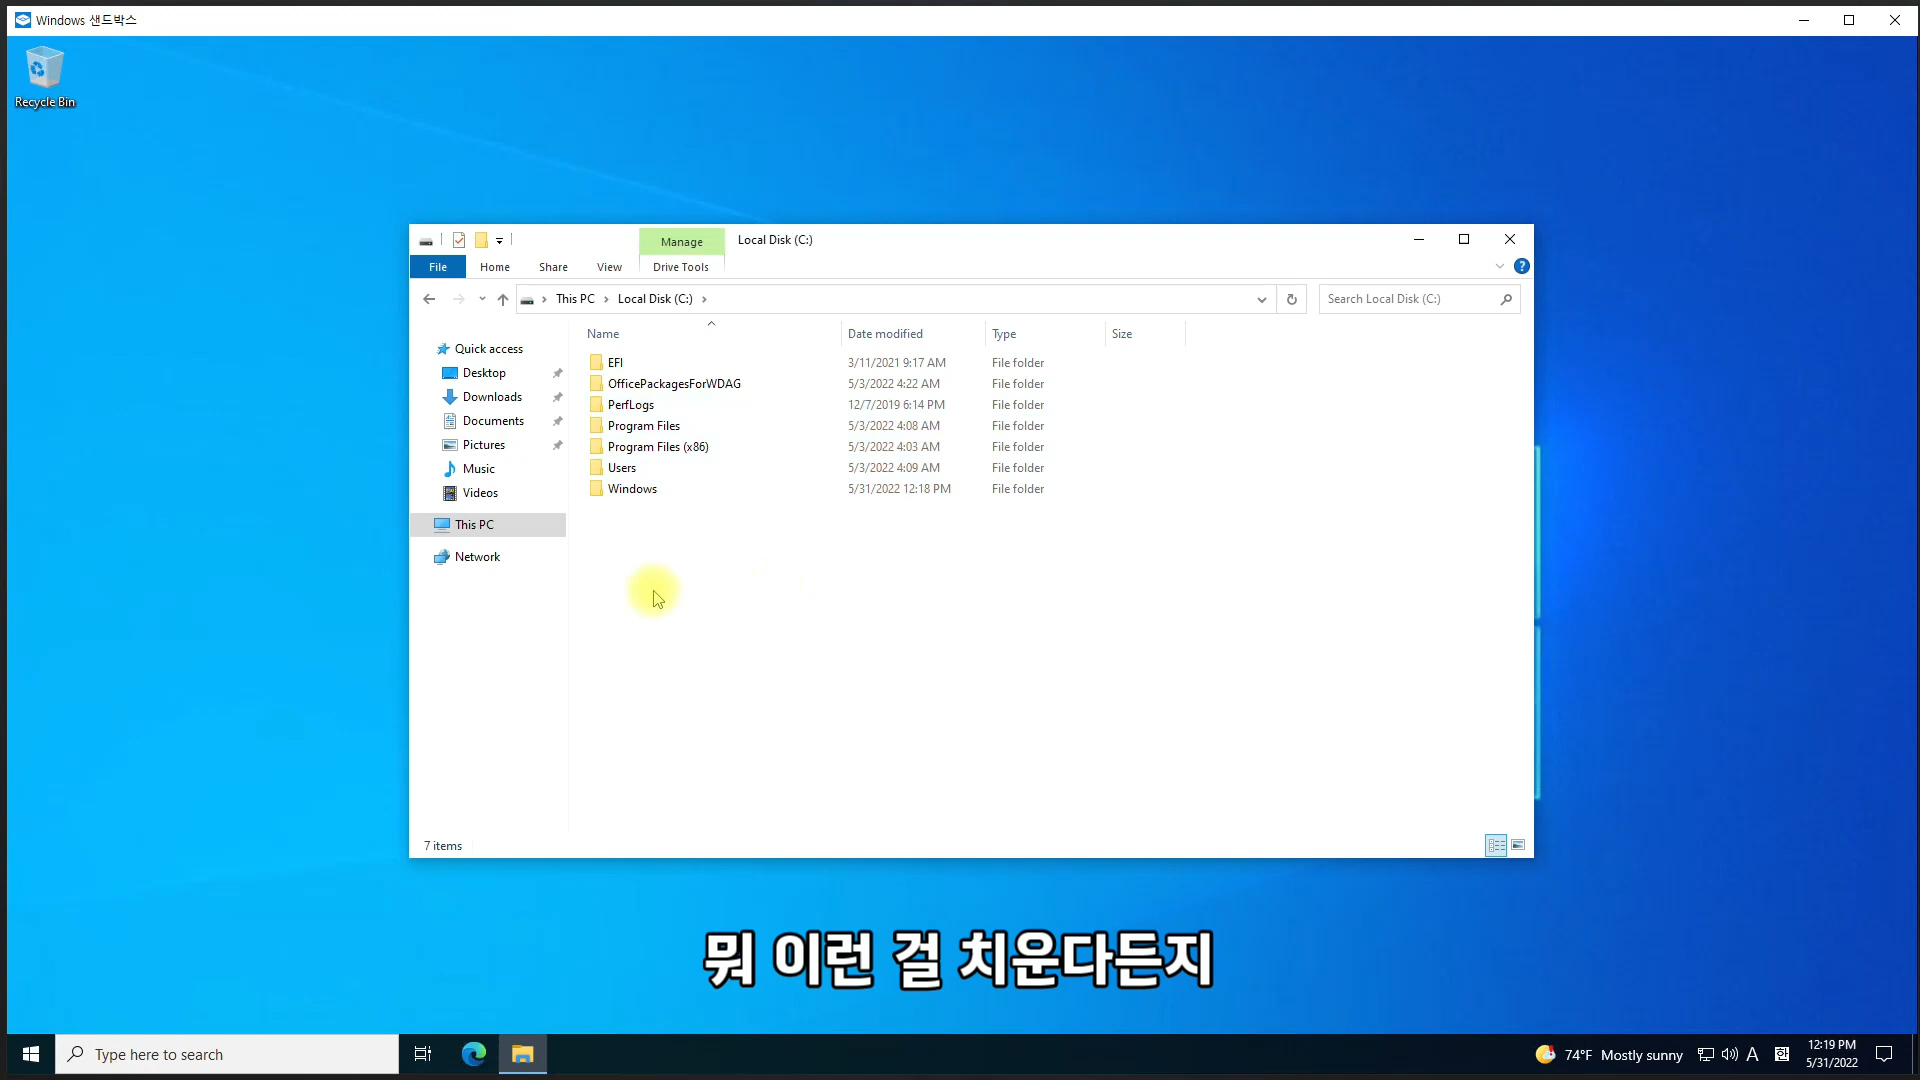 Windows 샌드박스
Recycle Bin
Manage
Local Disk (C:)
File
Home
Share
View
Drive Tools
This PC
Local Disk (C:)
Search Local Disk (C:)
Name
Date modified
Type
Size
Quick access
Desktop
Downloads
Documents
Pictures
Music
Videos
This PC
Network
EFI 3/11/2021 9:17 AM File folder
OfficePackagesForWDAG 5/3/2022 4:22 AM File folder
PerfLogs 12/7/2019 6:14 PM File folder
Program Files 5/3/2022 4:08 AM File folder
Program Files (x86) 5/3/2022 4:03 AM File folder
Users 5/3/2022 4:09 AM File folder
Windows 5/31/2022 12:18 PM File folder
7 items
뭐 이런 걸 치운다든지
Type here to search
74°F Mostly sunny
A
12:19 PM
5/31/2022